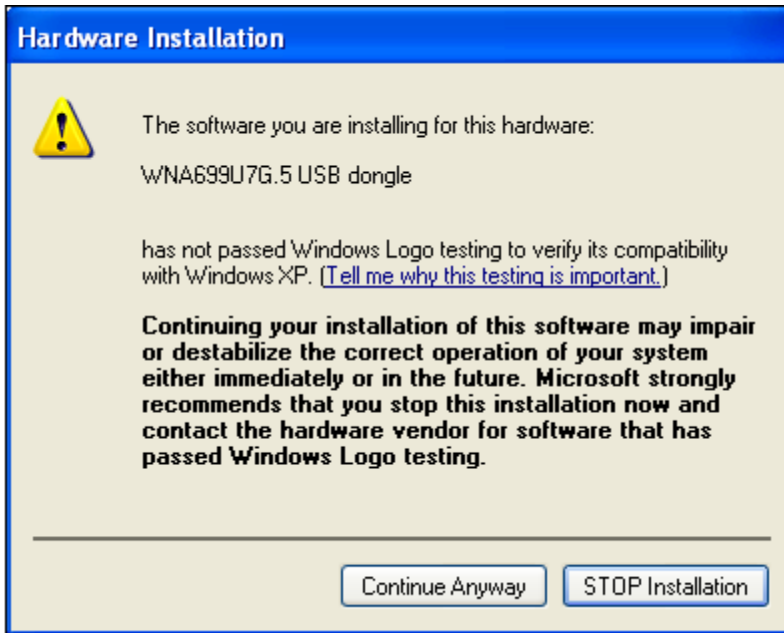 Hardware Installation
The software you are installing for this hardware:
WNA699U7G.5 USB dongle
has not passed Windows Logo testing to verify its compatibility
with Windows XP. (Tell me why this testing is important.)
Continuing your installation of this software may impair
or destabilize the correct operation of your system
either immediately or in the future. Microsoft strongly
recommends that you stop this installation now and
contact the hardware vendor for software that has
passed Windows Logo testing.
Continue Anyway
STOP Installation